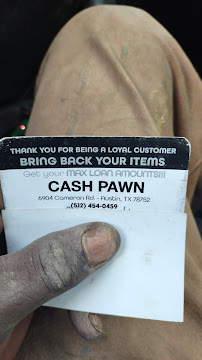 THANK YOU FOR BEING A LOYAL CUSTOMER
BRING BACK YOUR ITEMS
Get your MAX LOAN AMOUNTS!!!
CASH PAWN
6904 Cameron Rd. - Austin, TX 78752
(512) 454-0459